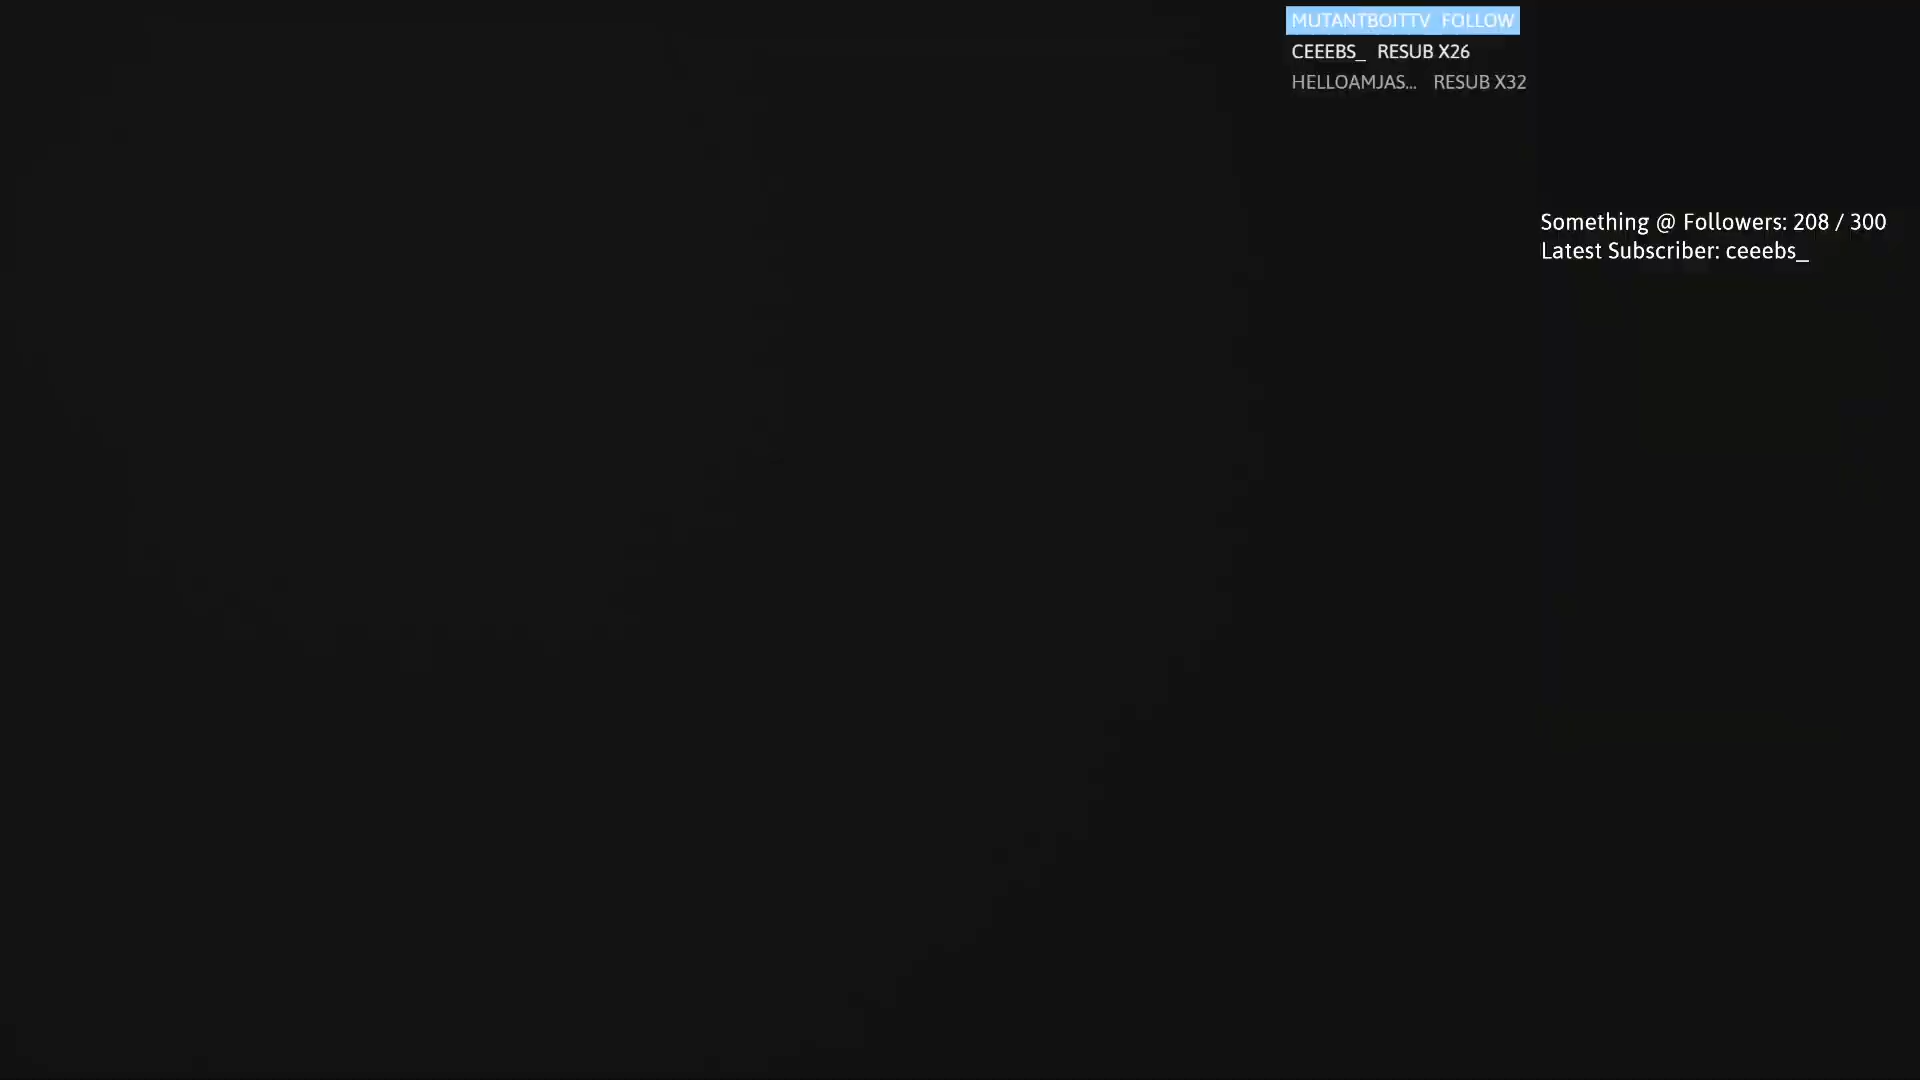 MUTANTBOITTV FOLLOW
CEEEBS_ RESUB X26
HELLOAMJAS... RESUB X32
Something @ Followers: 208 / 300
Latest Subscriber: ceeebs_